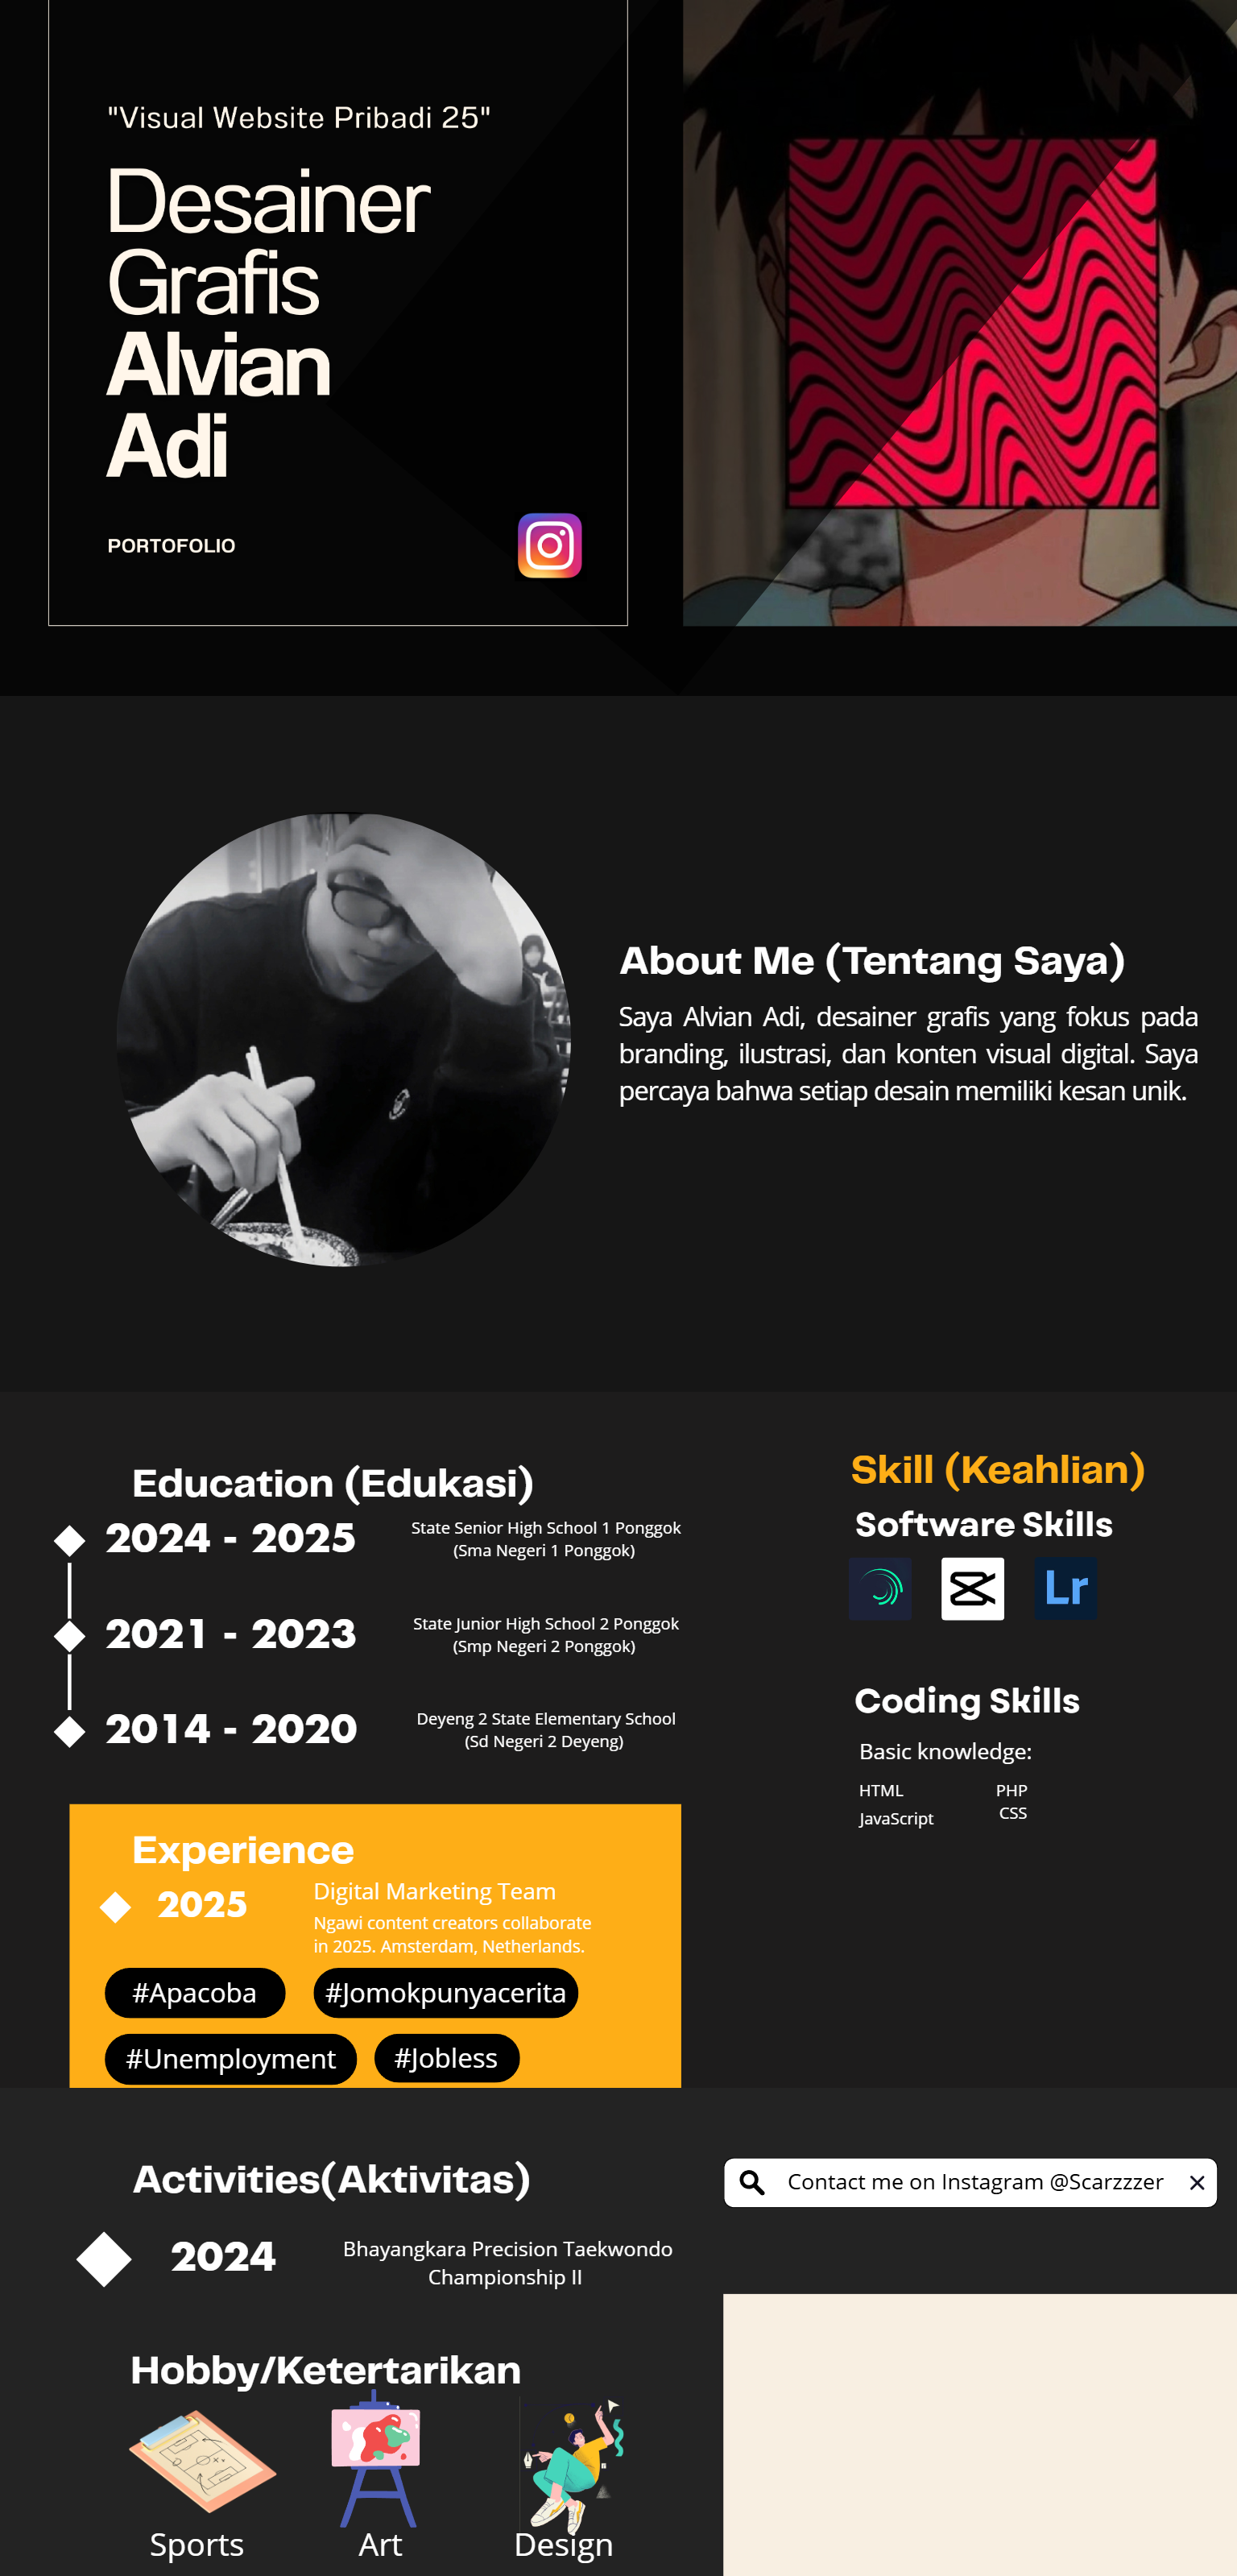 "Visual Website Pribadi 25"
Desainer
Grafis
Alvian
Adi
PORTOFOLIO
About Me (Tentang Saya)
Saya Alvian Adi, desainer grafis yang fokus pada
branding, ilustrasi, dan konten visual digital. Saya
percaya bahwa setiap desain memiliki kesan unik.
Education (Edukasi)
2024 - 2025
State Senior High School 1 Ponggok
(Sma Negeri 1 Ponggok)
2021 - 2023
State Junior High School 2 Ponggok
(Smp Negeri 2 Ponggok)
2014 - 2020
Deyeng 2 State Elementary School
(Sd Negeri 2 Deyeng)
Skill (Keahlian)
Software Skills
Lr
Coding Skills
Basic knowledge:
HTML
PHP
JavaScript
CSS
Experience
2025
Digital Marketing Team
Ngawi content creators collaborate
in 2025. Amsterdam, Netherlands.
#Apacoba
#Jomokpunyacerita
#Unemployment
#Jobless
Activities(Aktivitas)
2024
Bhayangkara Precision Taekwondo
Championship II
Contact me on Instagram @Scarzzzer
Hobby/Ketertarikan
Sports
Art
Design